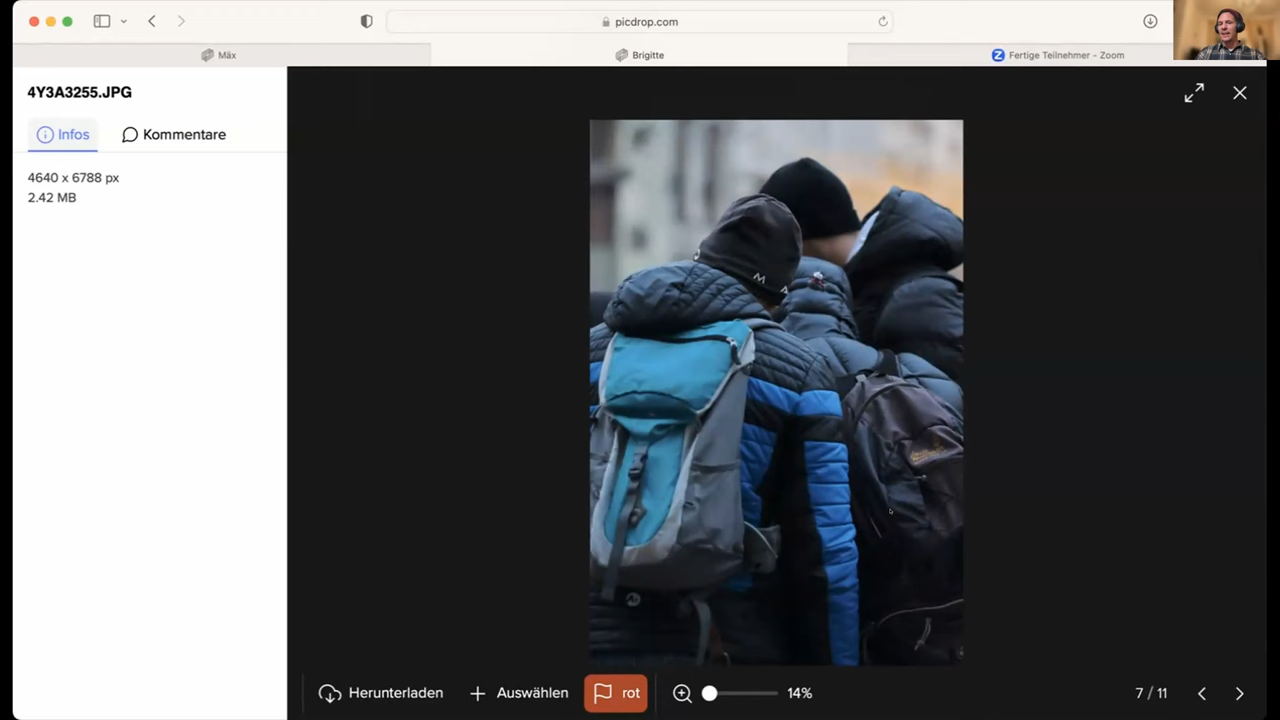 picdrop.com
Mäx
Brigitte
Fertige Teilnehmer – Zoom
4Y3A3255.JPG
Infos
Kommentare
4640 x 6788 px
2.42 MB
M A
Herunterladen
Auswählen
rot
14%
7 / 11